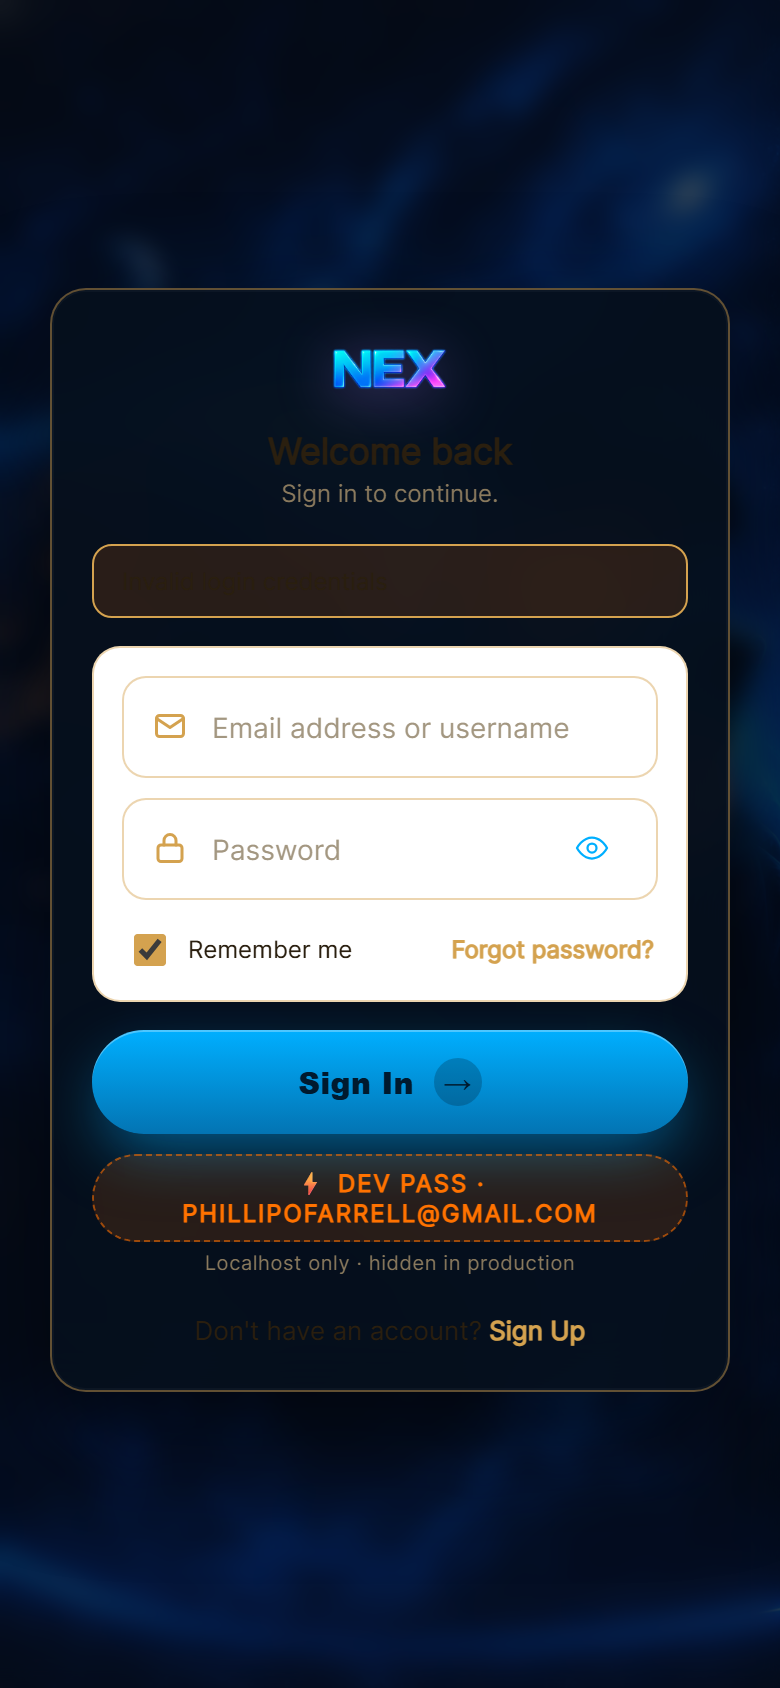 NEX
Welcome back
Sign in to continue.
Email address or username
Password
Remember me
Forgot password?
Sign In →
⚡ DEV PASS ·
PHILLIPOFARRELL@GMAIL.COM
Localhost only · hidden in production
Don't have an account? Sign Up